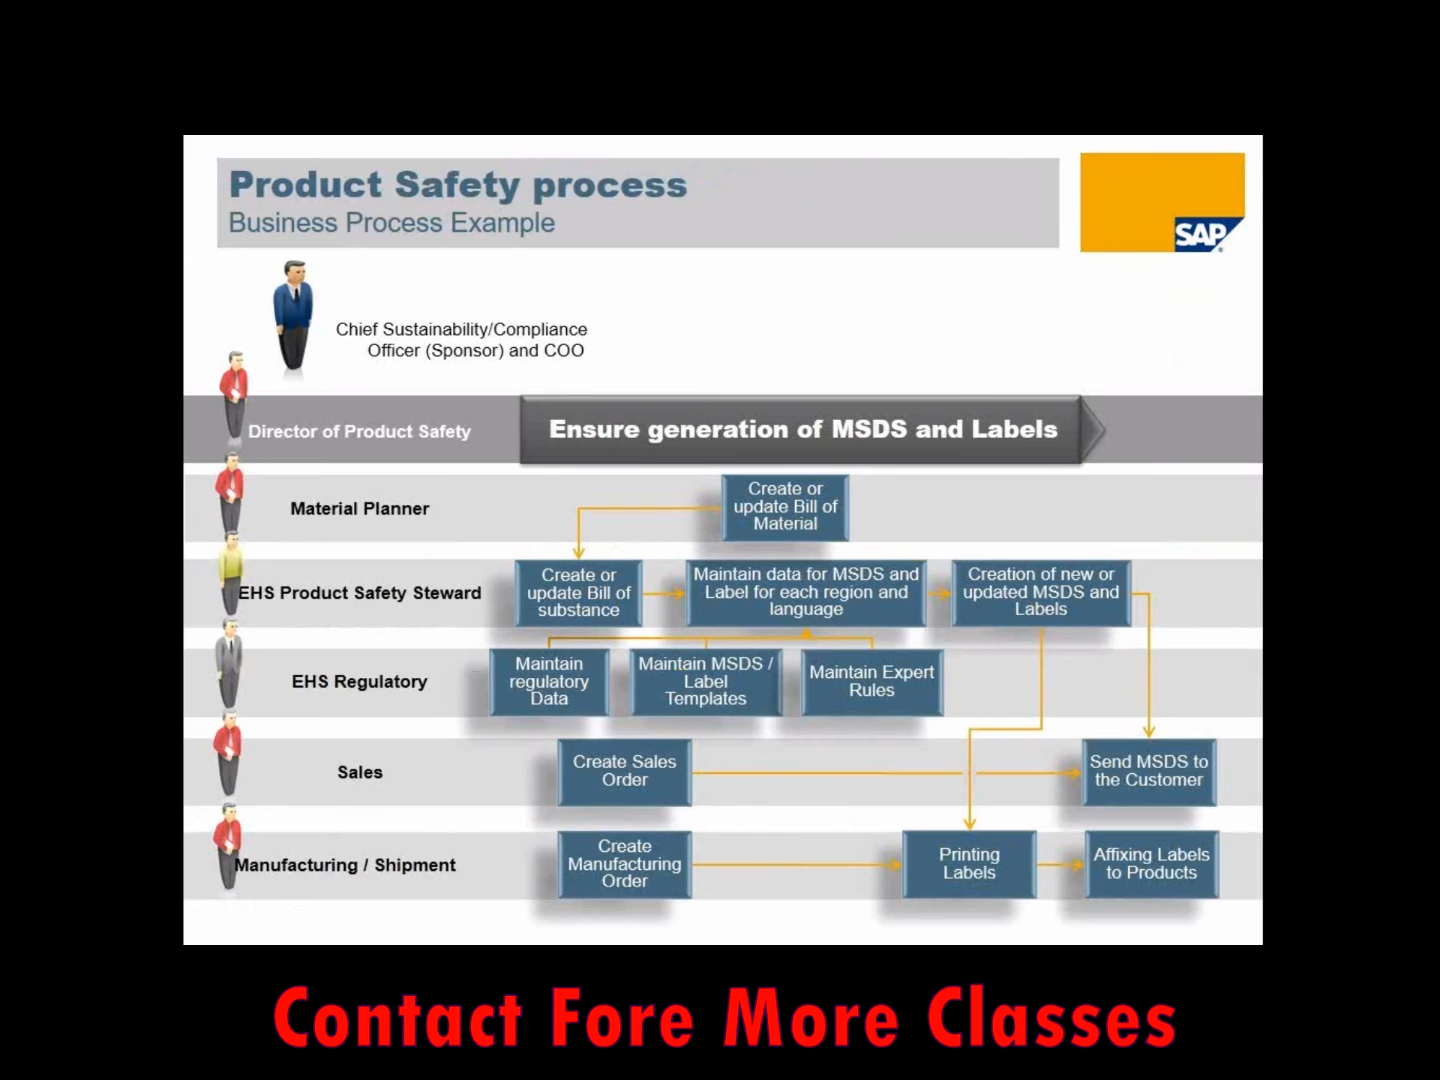 Product Safety process
Business Process Example
SAP
Chief Sustainability/Compliance
Officer (Sponsor) and COO
Director of Product Safety
Ensure generation of MSDS and Labels
Material Planner
Create or
update Bill of
Material
EHS Product Safety Steward
Create or
update Bill of
substance
Maintain data for MSDS and
Label for each region and
language
Creation of new or
updated MSDS and
Labels
EHS Regulatory
Maintain
regulatory
Data
Maintain MSDS /
Label
Templates
Maintain Expert
Rules
Sales
Create Sales
Order
Send MSDS to
the Customer
Manufacturing / Shipment
Create
Manufacturing
Order
Printing
Labels
Affixing Labels
to Products
Contact Fore More Classes